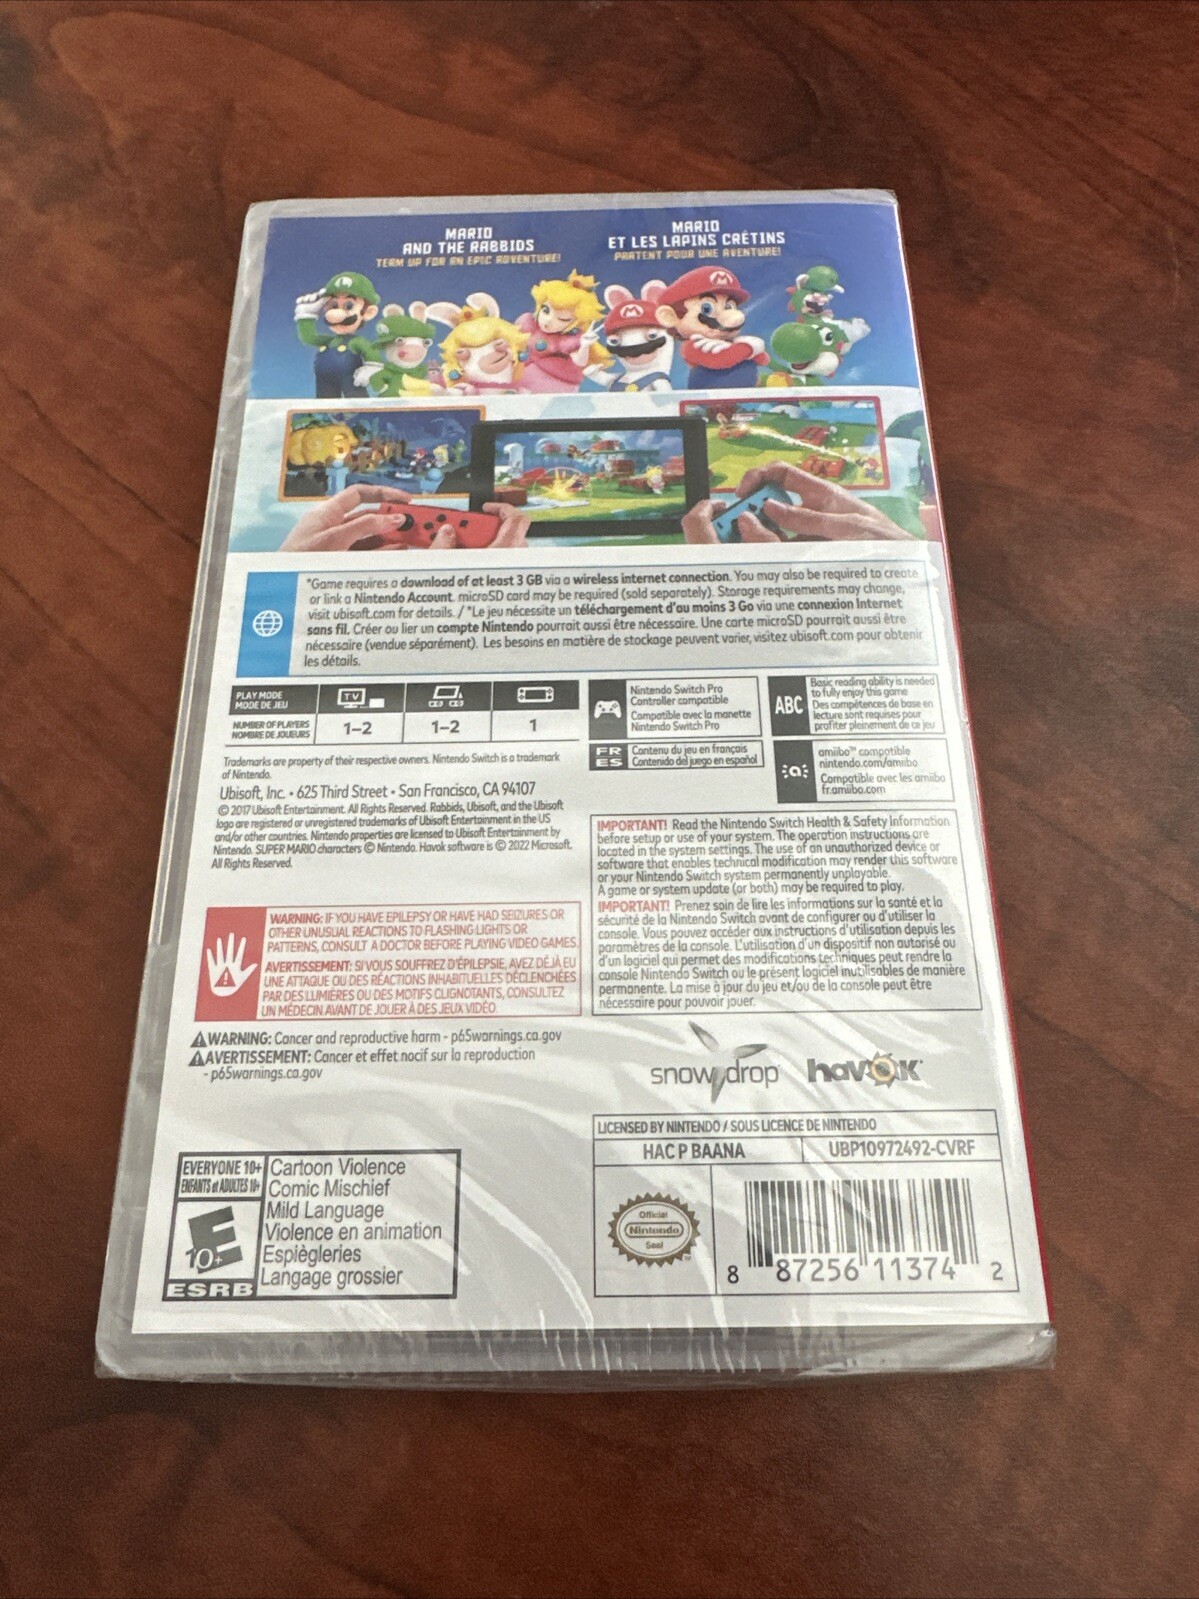 MARIO
AND THE RABBIDS
TEAM UP FOR AN EPIC ADVENTURE!
MARIO
ET LES LAPINS CRÉTINS
PARTENT POUR UNE AVENTURE!
*Game requires a download of at least 3 GB via a wireless internet connection. You may also be required to create
or link a Nintendo Account. microSD card may be required (sold separately). Storage requirements may change,
visit ubisoft.com for details. / *Le jeu nécessite un téléchargement d'au moins 3 Go via une connexion Internet
sans fil. Créer ou lier un compte Nintendo pourrait aussi être nécessaire. Une carte microSD pourrait aussi être
nécessaire (vendue séparément). Les besoins en matière de stockage peuvent varier, visitez ubisoft.com pour obtenir
les détails.
PLAY MODE
MODE DE JEU
TV
NUMBER OF PLAYERS
NOMBRE DE JOUEURS
1–2
1–2
1
Nintendo Switch Pro
Controller compatible
Compatible avec la manette
Nintendo Switch Pro
ABC
Basic reading ability is needed
to fully enjoy this game
Des compétences de base en
lecture sont requises pour
profiter pleinement de ce jeu
FR
ES
Contenu du jeu en français
Contenido del juego en español
amiibo™ compatible
nintendo.com/amiibo
Compatible avec les amiibo
fr.amiibo.com
Trademarks are property of their respective owners. Nintendo Switch is a trademark
of Nintendo.
Ubisoft, Inc. • 625 Third Street • San Francisco, CA 94107
© 2017 Ubisoft Entertainment. All Rights Reserved. Rabbids, Ubisoft, and the Ubisoft
logo are registered or unregistered trademarks of Ubisoft Entertainment in the US
and/or other countries. Nintendo properties are licensed to Ubisoft Entertainment by
Nintendo. SUPER MARIO characters © Nintendo. Havok software is © 2022 Microsoft.
All Rights Reserved.
IMPORTANT! Read the Nintendo Switch Health & Safety Information
before setup or use of your system. The operation instructions are
located in the system settings. The use of an unauthorized device or
software that enables technical modification may render this software
or your Nintendo Switch system permanently unplayable.
A game or system update (or both) may be required to play.
IMPORTANT! Prenez soin de lire les informations sur la santé et la
sécurité de la Nintendo Switch avant de configurer ou d'utiliser la
console. Vous pouvez accéder aux instructions d'utilisation depuis les
paramètres de la console. L'utilisation d'un dispositif non autorisé ou
d'un logiciel qui permet des modifications techniques peut rendre la
console Nintendo Switch ou le présent logiciel inutilisables de manière
permanente. La mise à jour du jeu et/ou de la console peut être
nécessaire pour pouvoir jouer.
WARNING: IF YOU HAVE EPILEPSY OR HAVE HAD SEIZURES OR
OTHER UNUSUAL REACTIONS TO FLASHING LIGHTS OR
PATTERNS, CONSULT A DOCTOR BEFORE PLAYING VIDEO GAMES.
AVERTISSEMENT: SI VOUS SOUFFREZ D'ÉPILEPSIE, AVEZ DÉJÀ EU
UNE ATTAQUE OU DES RÉACTIONS INHABITUELLES DÉCLENCHÉES
PAR DES LUMIÈRES OU DES MOTIFS CLIGNOTANTS, CONSULTEZ
UN MÉDECIN AVANT DE JOUER À DES JEUX VIDÉO.
WARNING: Cancer and reproductive harm - p65warnings.ca.gov
AVERTISSEMENT: Cancer et effet nocif sur la reproduction
- p65warnings.ca.gov
snowdrop
havok
LICENSED BY NINTENDO / SOUS LICENCE DE NINTENDO
HAC P BAANA
UBP10972492-CVRF
Official
Nintendo
Seal
8 87256 11374 2
EVERYONE 10+
ENFANTS et ADULTES 10+
E
10+
ESRB
Cartoon Violence
Comic Mischief
Mild Language
Violence en animation
Espiègleries
Langage grossier